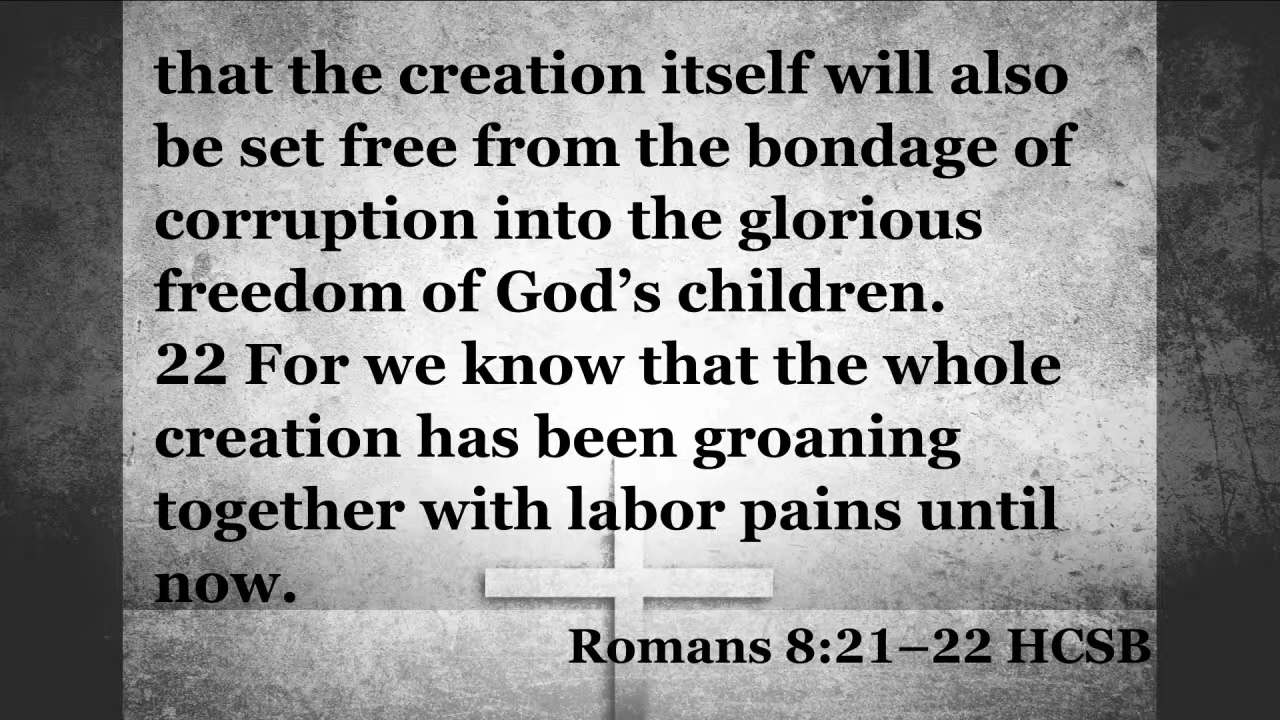 that the creation itself will also
be set free from the bondage of
corruption into the glorious
freedom of God’s children.
22 For we know that the whole
creation has been groaning
together with labor pains until
now.
Romans 8:21–22 HCSB